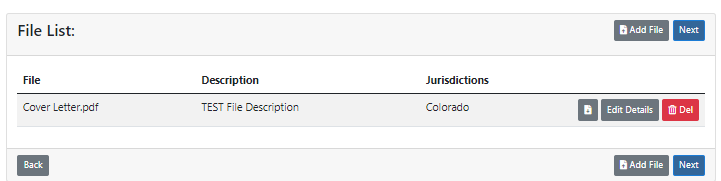 File List: Add File Next
File Description Jurisdictions
Cover Letter.pdf TEST File Description Colorado Edit Details Del
Back Add File Next